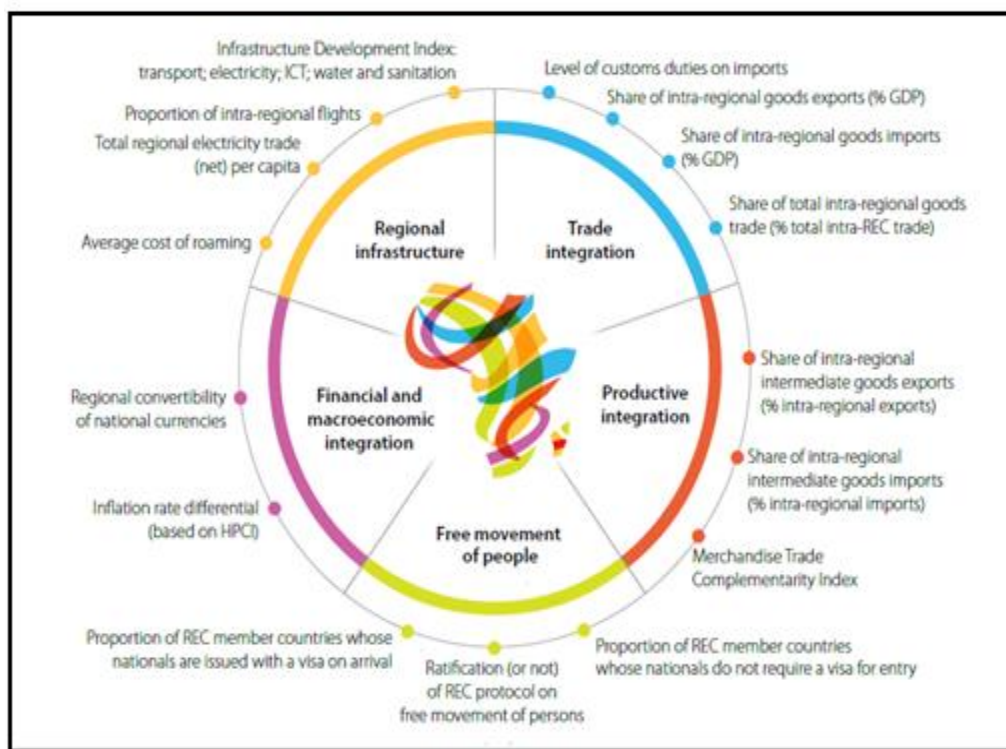 Infrastructure Development Index:
transport; electricity; ICT; water and sanitation
Proportion of intra-regional flights
Total regional electricity trade
(net) per capita
Average cost of roaming
Regional
infrastructure
Level of customs duties on imports
Share of intra-regional goods exports (% GDP)
Share of intra-regional goods imports
(% GDP)
Share of total intra-regional goods
trade (% total intra-REC trade)
Trade
integration
Share of intra-regional
intermediate goods exports
(% intra-regional exports)
Share of intra-regional
intermediate goods imports
(% intra-regional imports)
Merchandise Trade
Complementarity Index
Productive
integration
Free movement
of people
Proportion of REC member countries
whose nationals do not require a visa for entry
Ratification (or not)
of REC protocol on
free movement of persons
Proportion of REC member countries whose
nationals are issued with a visa on arrival
Financial and
macroeconomic
integration
Regional convertibility
of national currencies
Inflation rate differential
(based on HPCI)